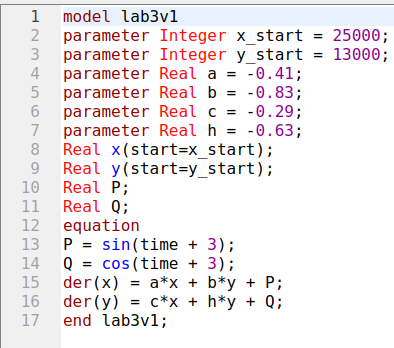 1 model lab3v1
2 parameter Integer x_start = 25000;
3 parameter Integer y_start = 13000;
4 parameter Real a = -0.41;
5 parameter Real b = -0.83;
6 parameter Real c = -0.29;
7 parameter Real h = -0.63;
8 Real x(start=x_start);
9 Real y(start=y_start);
10 Real P;
11 Real Q;
12 equation
13 P = sin(time + 3);
14 Q = cos(time + 3);
15 der(x) = a*x + b*y + P;
16 der(y) = c*x + h*y + Q;
17 end lab3v1;